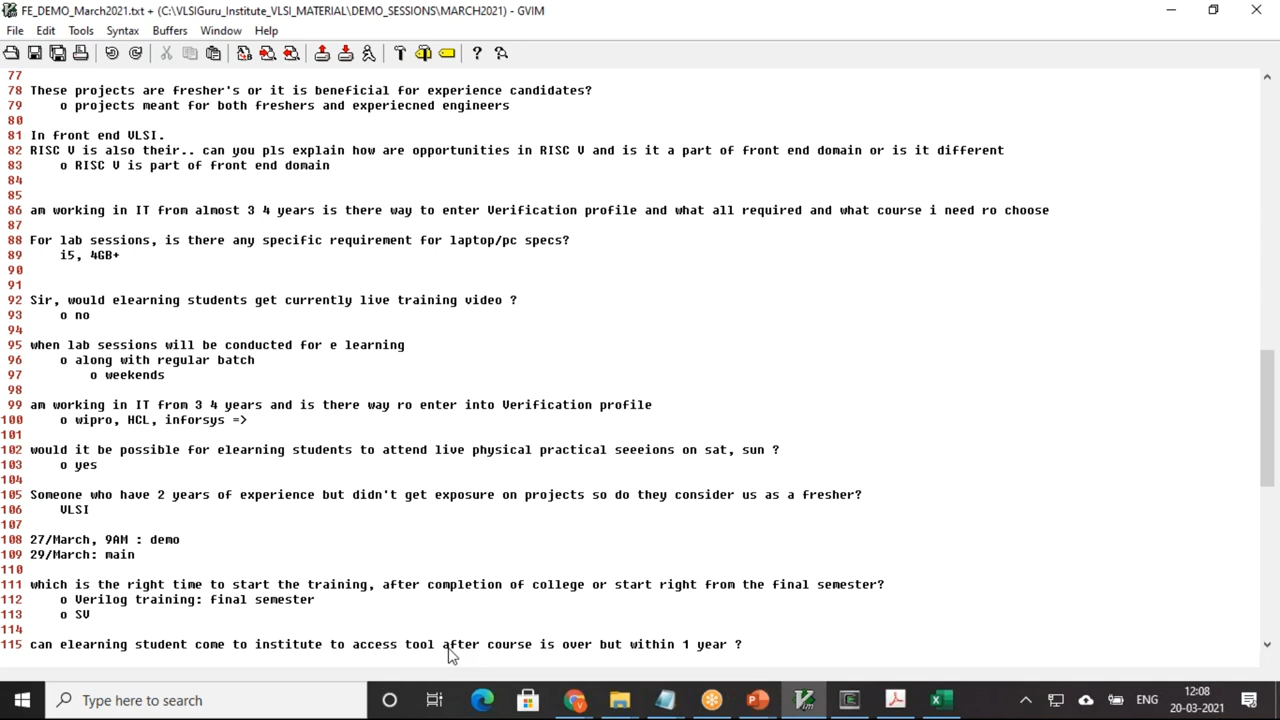 FE_DEMO_March2021.txt + (C:\VLSIGuru_Institute_VLSI_MATERIAL\DEMO_SESSIONS\MARCH2021) - GVIM
File Edit Tools Syntax Buffers Window Help
77
78 These projects are fresher's or it is beneficial for experience candidates?
79 o projects meant for both freshers and experiecned engineers
80
81 In front end VLSI.
82 RISC V is also their.. can you pls explain how are opportunities in RISC V and is it a part of front end domain or is it different
83 o RISC V is part of front end domain
84
85
86 am working in IT from almost 3 4 years is there way to enter Verification profile and what all required and what course i need ro choose
87
88 For lab sessions, is there any specific requirement for laptop/pc specs?
89 i5, 4GB+
90
91
92 Sir, would elearning students get currently live training video ?
93 o no
94
95 when lab sessions will be conducted for e learning
96 o along with regular batch
97 o weekends
98
99 am working in IT from 3 4 years and is there way ro enter into Verification profile
100 o wipro, HCL, inforsys =>
101
102 would it be possible for elearning students to attend live physical practical seeeions on sat, sun ?
103 o yes
104
105 Someone who have 2 years of experience but didn't get exposure on projects so do they consider us as a fresher?
106 VLSI
107
108 27/March, 9AM : demo
109 29/March: main
110
111 which is the right time to start the training, after completion of college or start right from the final semester?
112 o Verilog training: final semester
113 o SV
114
115 can elearning student come to institute to access tool after course is over but within 1 year ?
Type here to search
ENG
12:08
20-03-2021